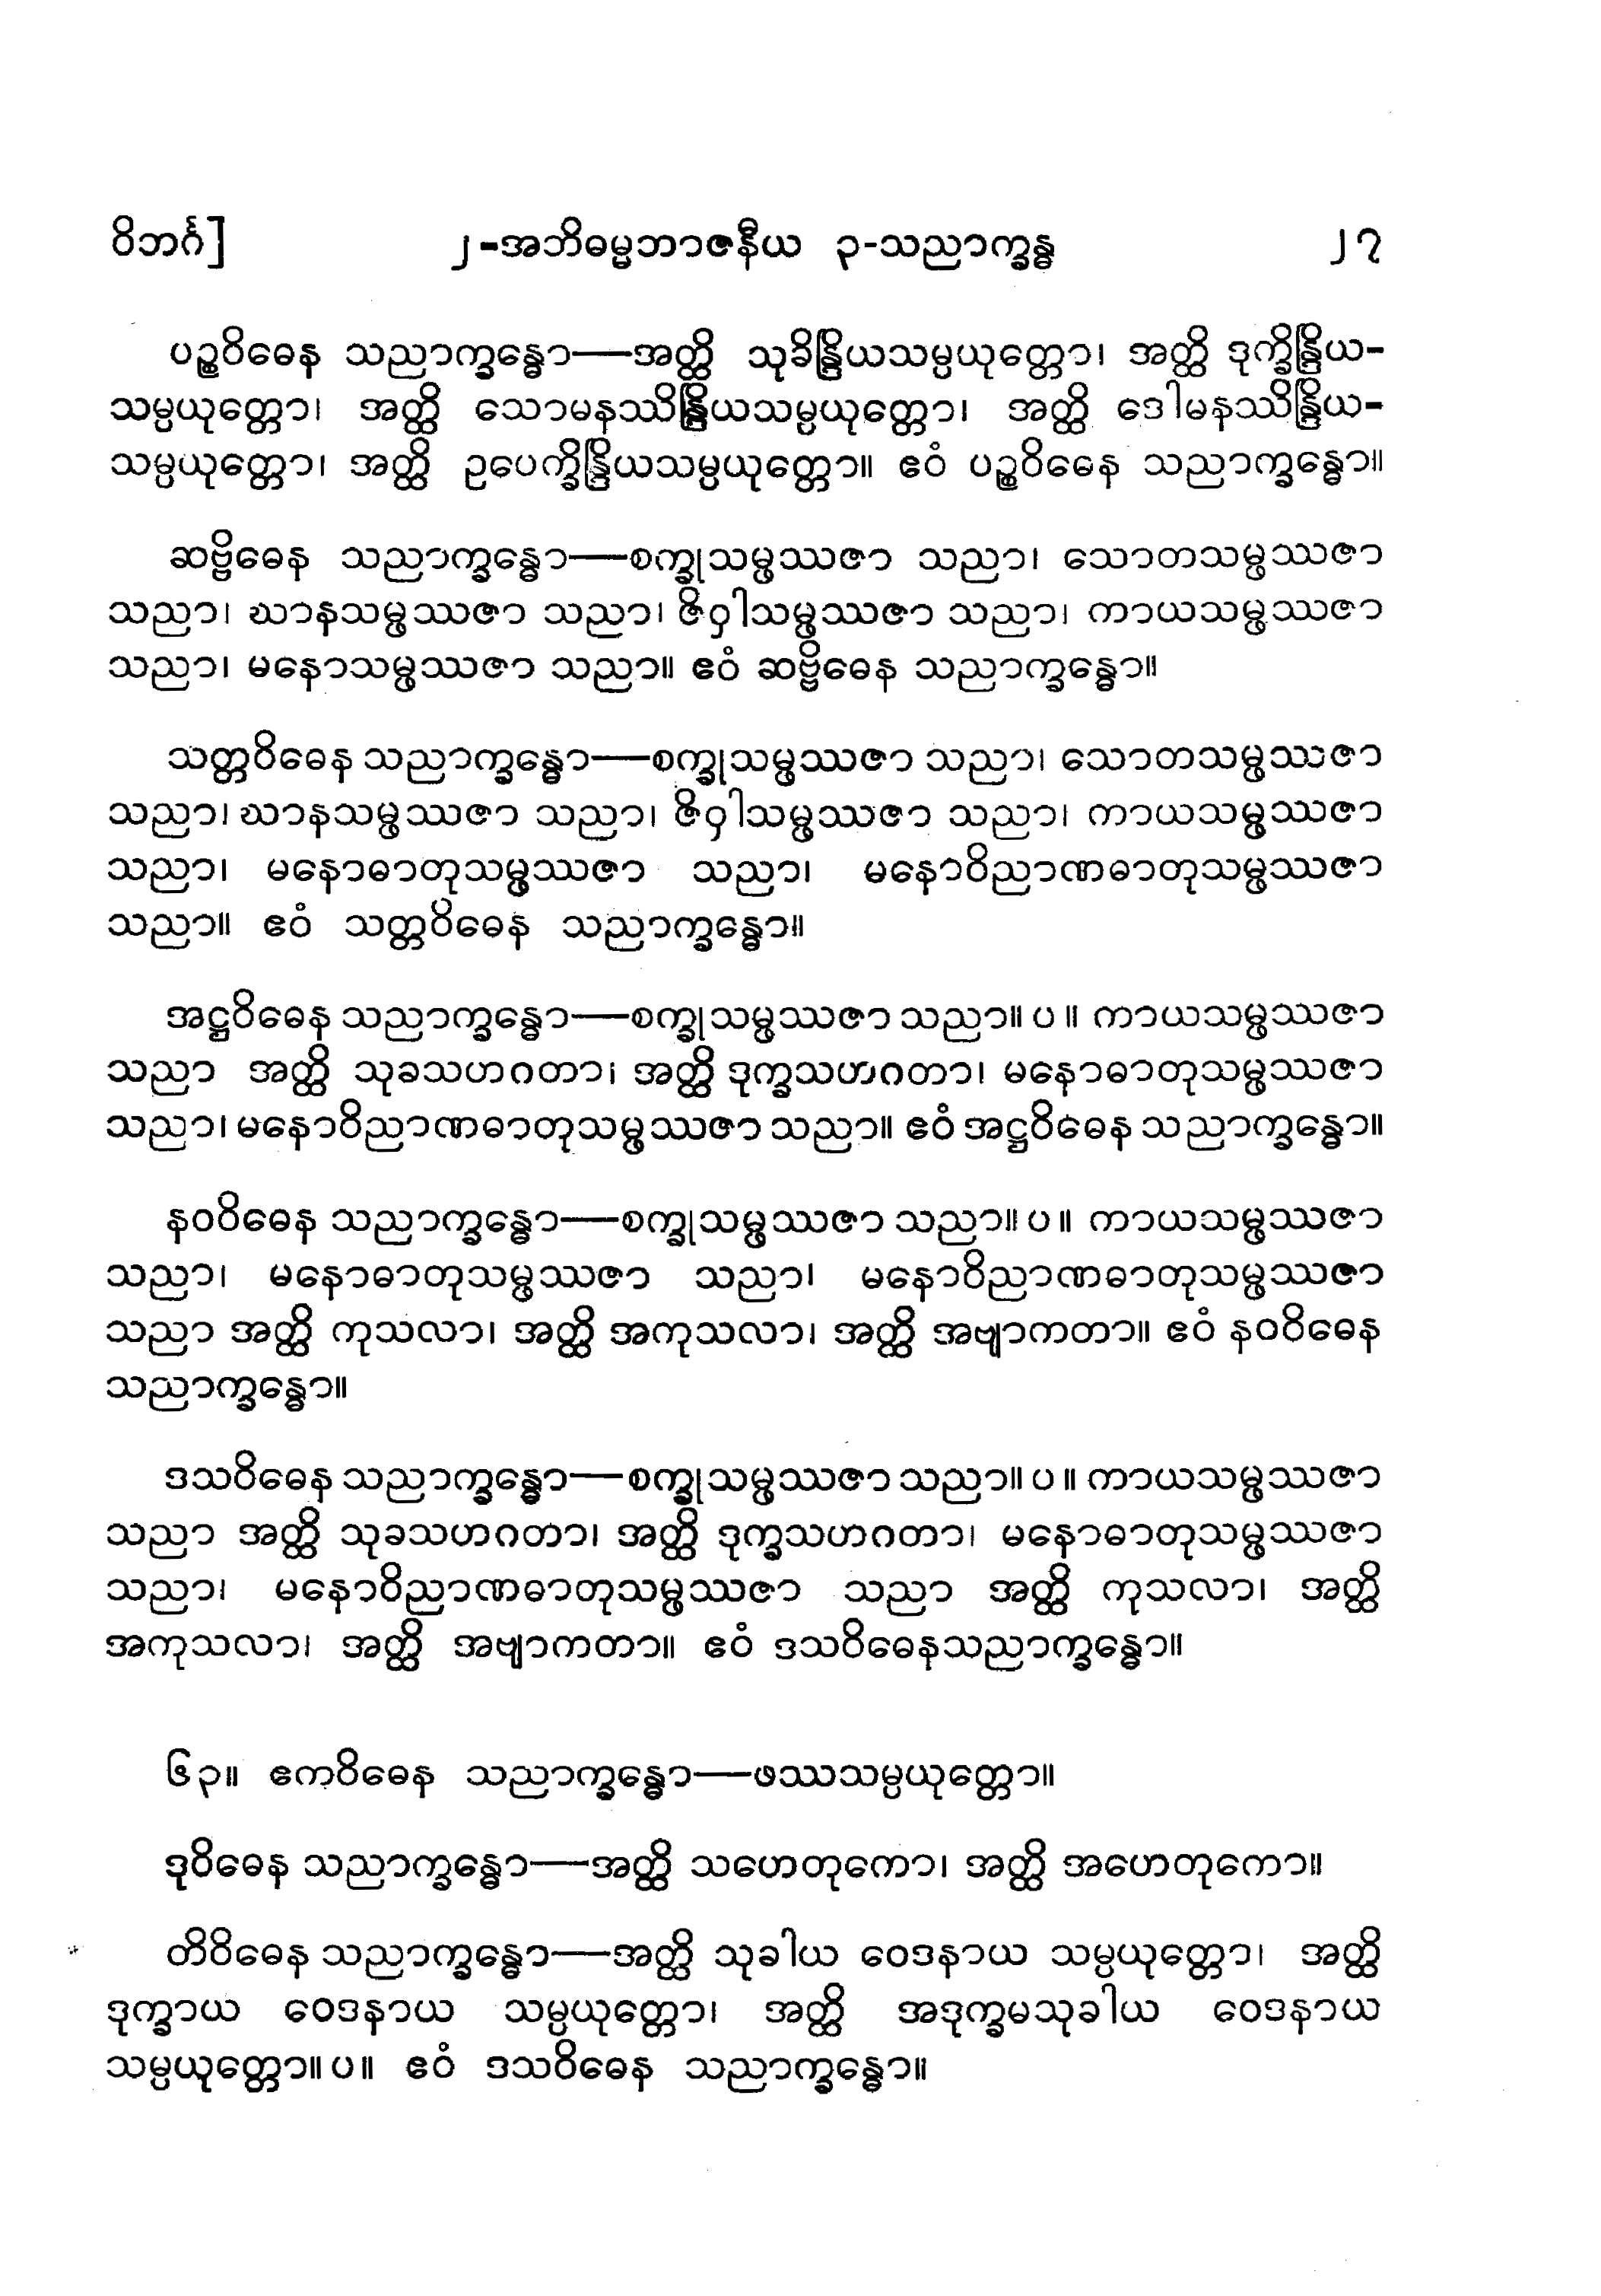 ဝိဘင်္ဂ]	၂-အဘိဓမ္မဘာဇနီယ ၃-သညာက္ခန္ဓ	၂၇
ပဉ္စဝိဓေန သညာက္ခန္ဓော—အတ္ထိ သုခိန္ဒြိယသမ္ပယုတ္တော၊ အတ္ထိ ဒုက္ခိန္ဒြိယ-
သမ္ပယုတ္တော၊ အတ္ထိ သောမနဿိန္ဒြိယသမ္ပယုတ္တော၊ အတ္ထိ ဒေါမနဿိန္ဒြိယ-
သမ္ပယုတ္တော၊ အတ္ထိ ဥပေက္ခိန္ဒြိယသမ္ပယုတ္တော။ ဧဝံ ပဉ္စဝိဓေန သညာက္ခန္ဓော။
ဆဗ္ဗိဓေန သညာက္ခန္ဓော—စက္ခုသမ္ဖဿဇာ သညာ၊ သောတသမ္ဖဿဇာ
သညာ၊ ဃာနသမ္ဖဿဇာ သညာ၊ ဇိဝှါသမ္ဖဿဇာ သညာ၊ ကာယသမ္ဖဿဇာ
သညာ၊ မနောသမ္ဖဿဇာ သညာ။ ဧဝံ ဆဗ္ဗိဓေန သညာက္ခန္ဓော။
သတ္တဝိဓေန သညာက္ခန္ဓော—စက္ခုသမ္ဖဿဇာ သညာ၊ သောတသမ္ဖဿဇာ
သညာ၊ ဃာနသမ္ဖဿဇာ သညာ၊ ဇိဝှါသမ္ဖဿဇာ သညာ၊ ကာယသမ္ဖဿဇာ
သညာ၊ မနောဓာတုသမ္ဖဿဇာ သညာ၊ မနောဝိညာဏဓာတုသမ္ဖဿဇာ
သညာ။ ဧဝံ သတ္တဝိဓေန သညာက္ခန္ဓော။
အဋ္ဌဝိဓေန သညာက္ခန္ဓော—စက္ခုသမ္ဖဿဇာ သညာ။ ပ ။ ကာယသမ္ဖဿဇာ
သညာ အတ္ထိ သုခသဟဂတာ၊ အတ္ထိ ဒုက္ခသဟဂတာ၊ မနောဓာတုသမ္ဖဿဇာ
သညာ၊ မနောဝိညာဏဓာတုသမ္ဖဿဇာ သညာ။ ဧဝံ အဋ္ဌဝိဓေန သညာက္ခန္ဓော။
နဝဝိဓေန သညာက္ခန္ဓော—စက္ခုသမ္ဖဿဇာ သညာ။ ပ ။ ကာယသမ္ဖဿဇာ
သညာ၊ မနောဓာတုသမ္ဖဿဇာ သညာ၊ မနောဝိညာဏဓာတုသမ္ဖဿဇာ
သညာ အတ္ထိ ကုသလာ၊ အတ္ထိ အကုသလာ၊ အတ္ထိ အဗျာကတာ။ ဧဝံ နဝဝိဓေန
သညာက္ခန္ဓော။
ဒသဝိဓေန သညာက္ခန္ဓော—စက္ခုသမ္ဖဿဇာ သညာ။ ပ ။ ကာယသမ္ဖဿဇာ
သညာ အတ္ထိ သုခသဟဂတာ၊ အတ္ထိ ဒုက္ခသဟဂတာ၊ မနောဓာတုသမ္ဖဿဇာ
သညာ၊ မနောဝိညာဏဓာတုသမ္ဖဿဇာ သညာ အတ္ထိ ကုသလာ၊ အတ္ထိ
အကုသလာ၊ အတ္ထိ အဗျာကတာ။ ဧဝံ ဒသဝိဓေနသညာက္ခန္ဓော။
၆၃။ ဧကဝိဓေန သညာက္ခန္ဓော—ဖဿသမ္ပယုတ္တော။
ဒုဝိဓေန သညာက္ခန္ဓော—အတ္ထိ သဟေတုကော၊ အတ္ထိ အဟေတုကော။
တိဝိဓေန သညာက္ခန္ဓော—အတ္ထိ သုခါယ ဝေဒနာယ သမ္ပယုတ္တော၊ အတ္ထိ
ဒုက္ခာယ ဝေဒနာယ သမ္ပယုတ္တော၊ အတ္ထိ အဒုက္ခမသုခါယ ဝေဒနာယ
သမ္ပယုတ္တော။ ပ။ ဧဝံ ဒသဝိဓေန သညာက္ခန္ဓော။